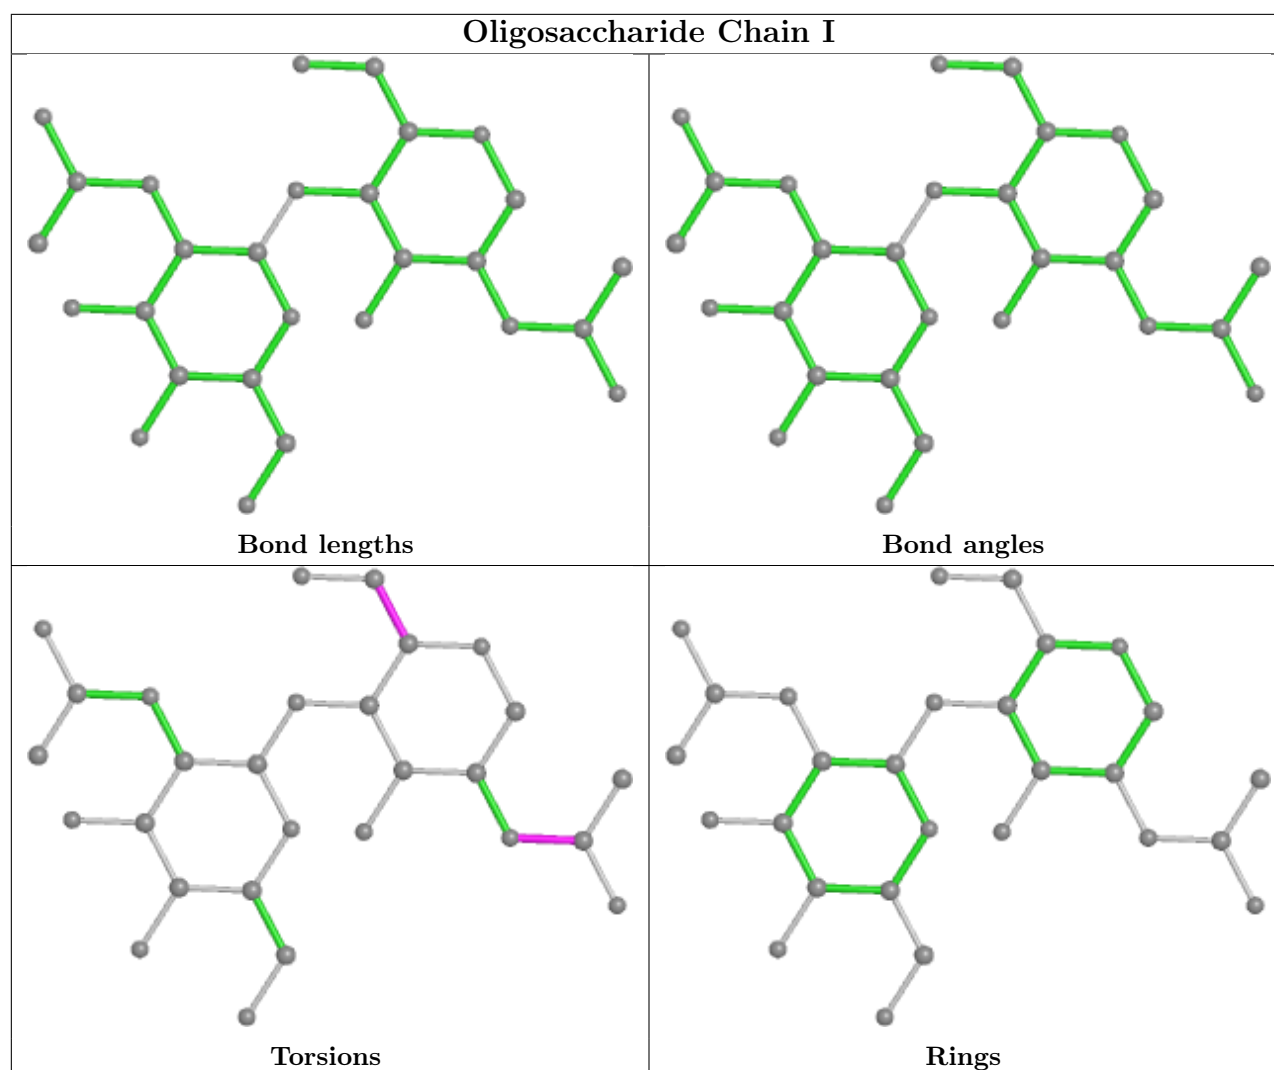 Oligosaccharide Chain I
Bond lengths
Bond angles
Torsions
Rings